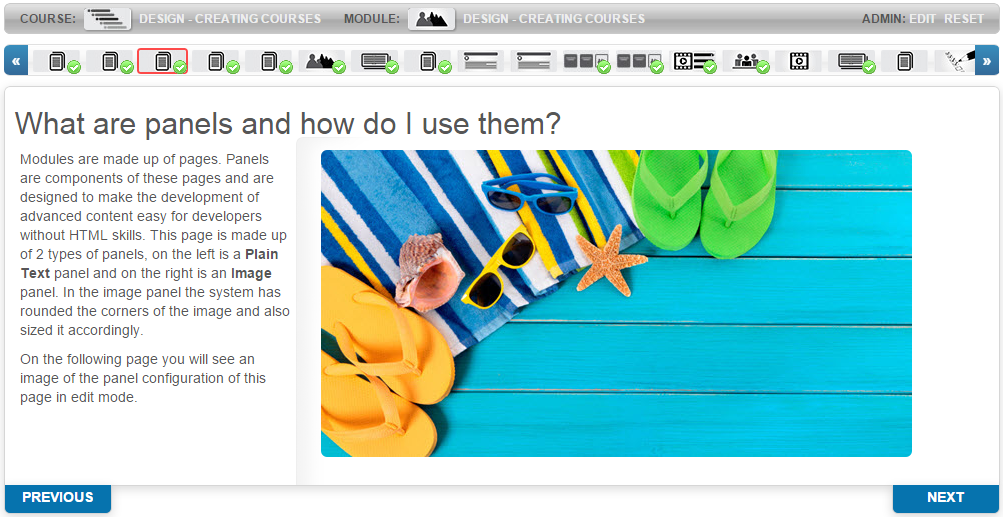 COURSE: DESIGN - CREATING COURSES MODULE: DESIGN - CREATING COURSES ADMIN: EDIT RESET
« »
What are panels and how do I use them?
Modules are made up of pages. Panels
are components of these pages and are
designed to make the development of
advanced content easy for developers
without HTML skills. This page is made up
of 2 types of panels, on the left is a Plain
Text panel and on the right is an Image
panel. In the image panel the system has
rounded the corners of the image and also
sized it accordingly.
On the following page you will see an
image of the panel configuration of this
page in edit mode.
PREVIOUS NEXT